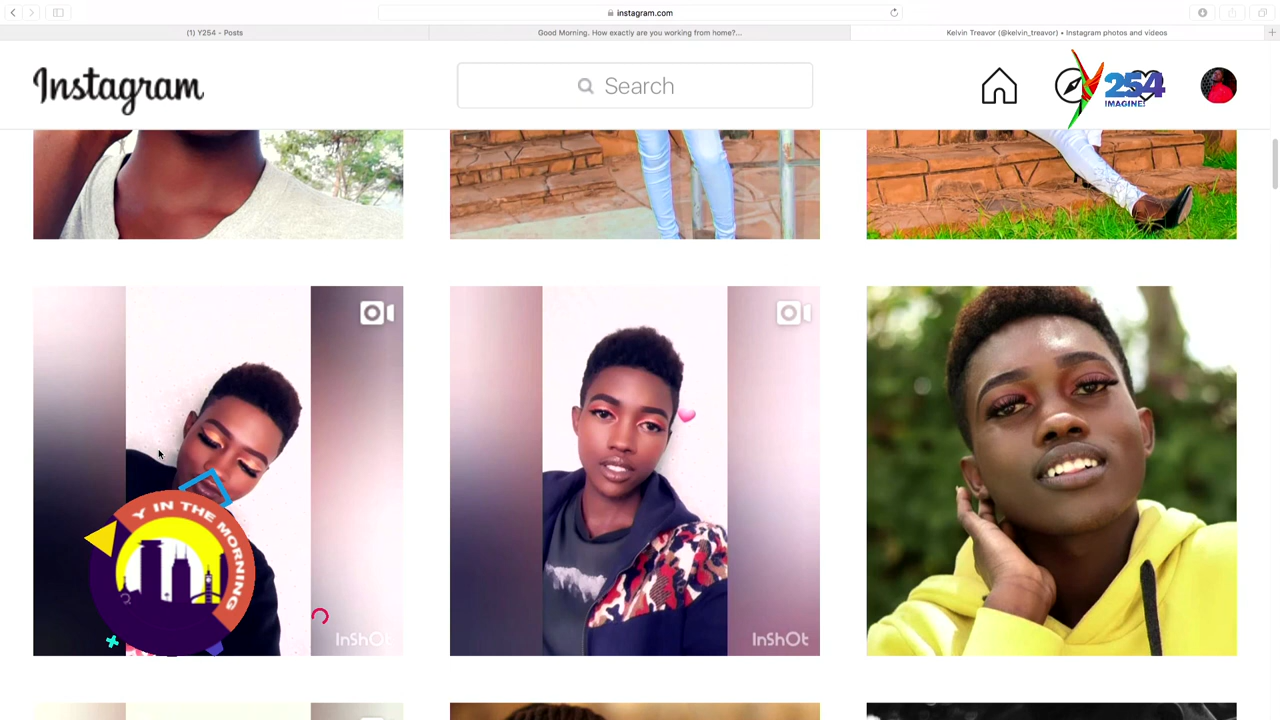 instagram.com
(1) Y254 - Posts
Good Morning. How exactly are you working from home?...
Kelvin Treavor (@kelvin_treavor) • Instagram photos and videos
Instagram
Search
254
IMAGINE!
Y IN THE MORNING
InShOt
InShOt